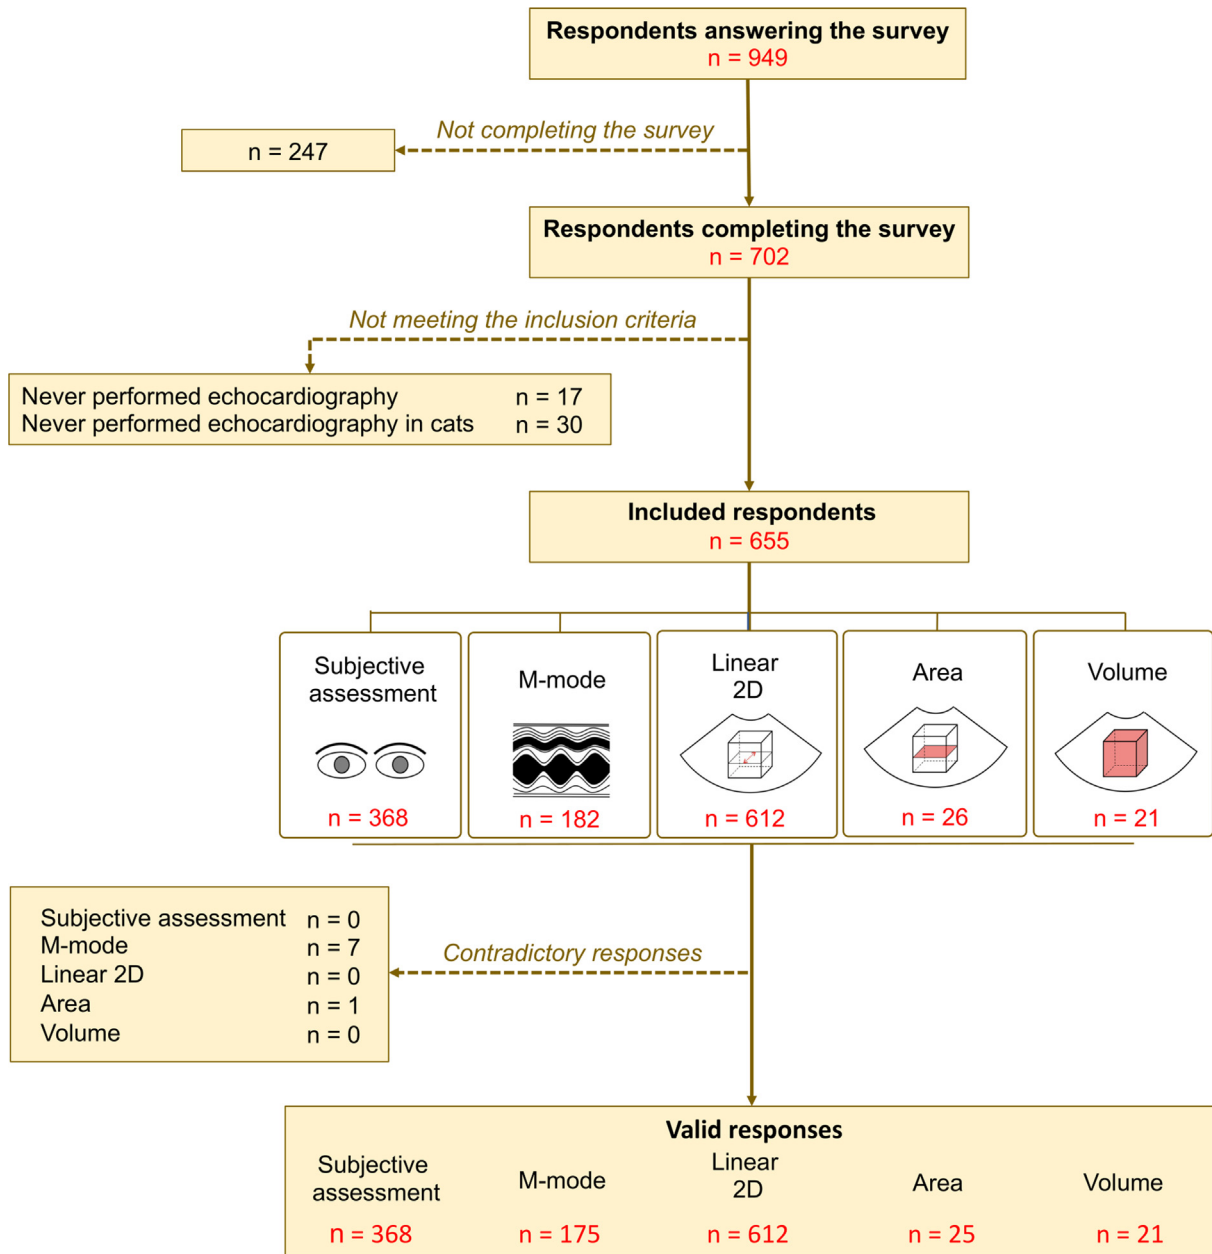 Respondents answering the survey
n = 949
Not completing the survey
n = 247
Respondents completing the survey
n = 702
Not meeting the inclusion criteria
Never performed echocardiography n = 17
Never performed echocardiography in cats n = 30
Included respondents
n = 655
Subjective
assessment
n = 368
M-mode
n = 182
Linear
2D
n = 612
Area
n = 26
Volume
n = 21
Contradictory responses
Subjective assessment n = 0
M-mode n = 7
Linear 2D n = 0
Area n = 1
Volume n = 0
Valid responses
Subjective
assessment
n = 368
M-mode
n = 175
Linear
2D
n = 612
Area
n = 25
Volume
n = 21